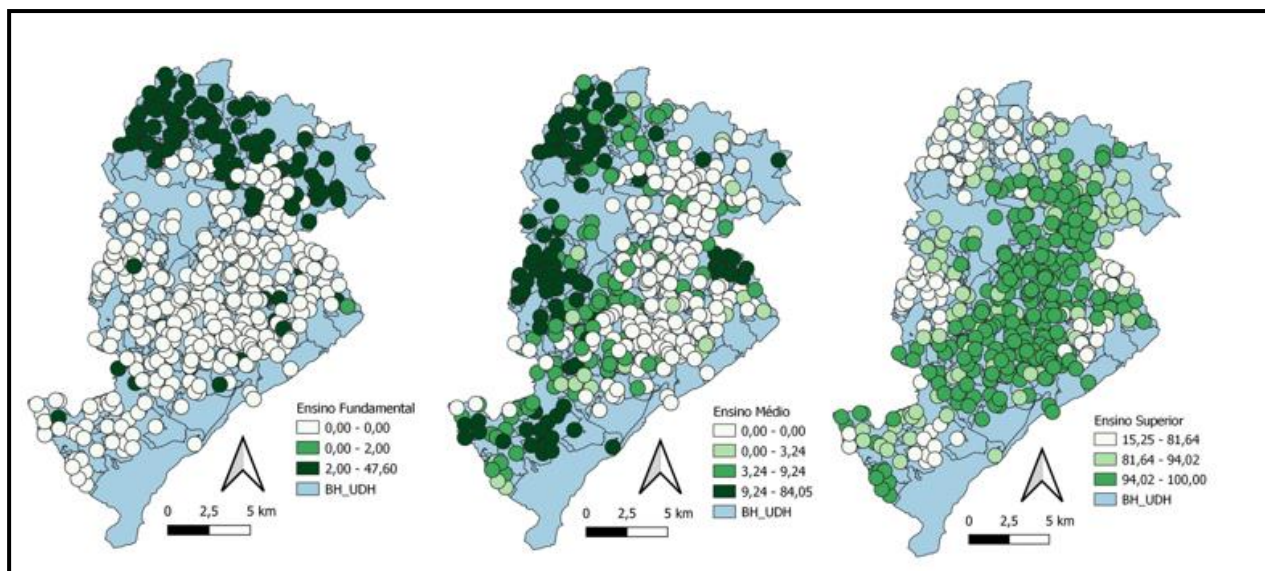 Ensino Fundamental
0,00 - 0,00
0,00 - 2,00
2,00 - 47,60
BH_UDH
0 2,5 5 km
Ensino Médio
0,00 - 0,00
0,00 - 3,24
3,24 - 9,24
9,24 - 84,05
BH_UDH
0 2,5 5 km
Ensino Superior
15,25 - 81,64
81,64 - 94,02
94,02 - 100,00
BH_UDH
0 2,5 5 km